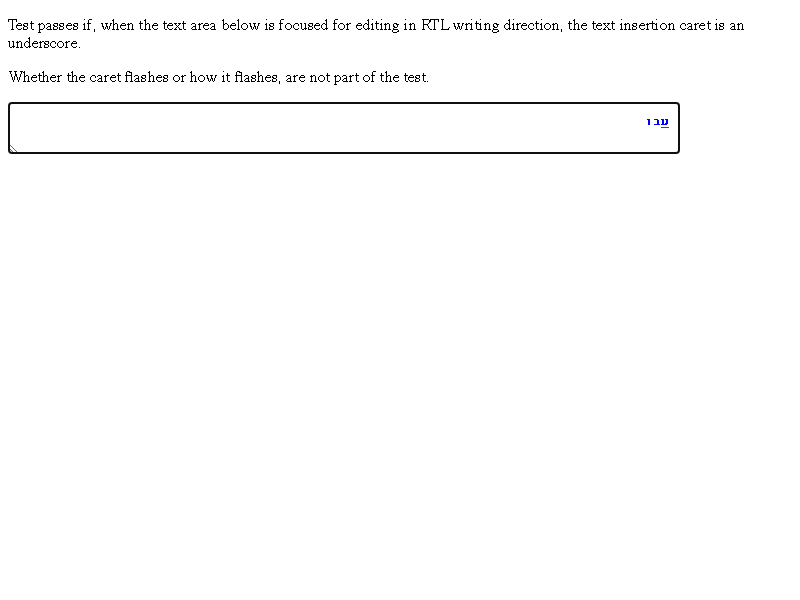 Test passes if, when the text area below is focused for editing in RTL writing direction, the text insertion caret is an
underscore.
Whether the caret flashes or how it flashes, are not part of the test.
עבו